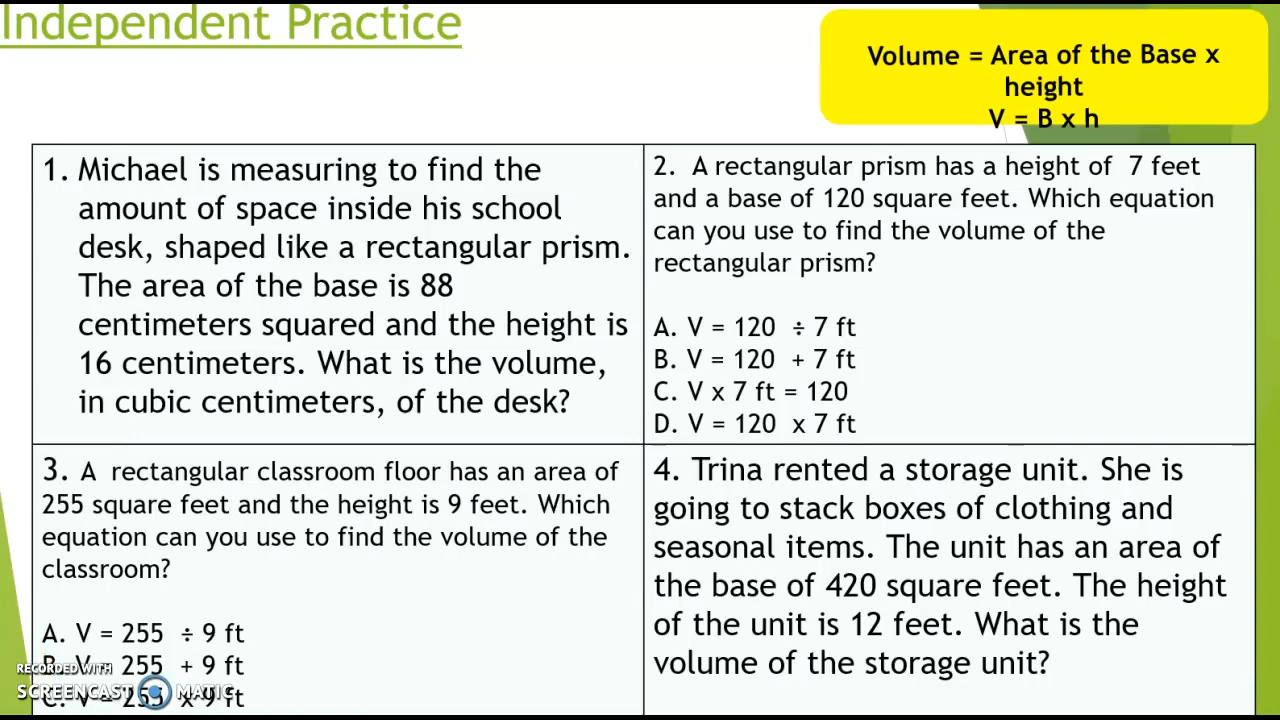 Independent Practice
Volume = Area of the Base x
height
V = B x h
1. Michael is measuring to find the
amount of space inside his school
desk, shaped like a rectangular prism.
The area of the base is 88
centimeters squared and the height is
16 centimeters. What is the volume,
in cubic centimeters, of the desk?
2. A rectangular prism has a height of 7 feet
and a base of 120 square feet. Which equation
can you use to find the volume of the
rectangular prism?
A. V = 120 ÷ 7 ft
B. V = 120 + 7 ft
C. V x 7 ft = 120
D. V = 120 x 7 ft
3. A rectangular classroom floor has an area of
255 square feet and the height is 9 feet. Which
equation can you use to find the volume of the
classroom?
A. V = 255 ÷ 9 ft
B. V = 255 + 9 ft
C. V = 255 x 9 ft
4. Trina rented a storage unit. She is
going to stack boxes of clothing and
seasonal items. The unit has an area of
the base of 420 square feet. The height
of the unit is 12 feet. What is the
volume of the storage unit?
RECORDED WITH
SCREENCAST MATIC